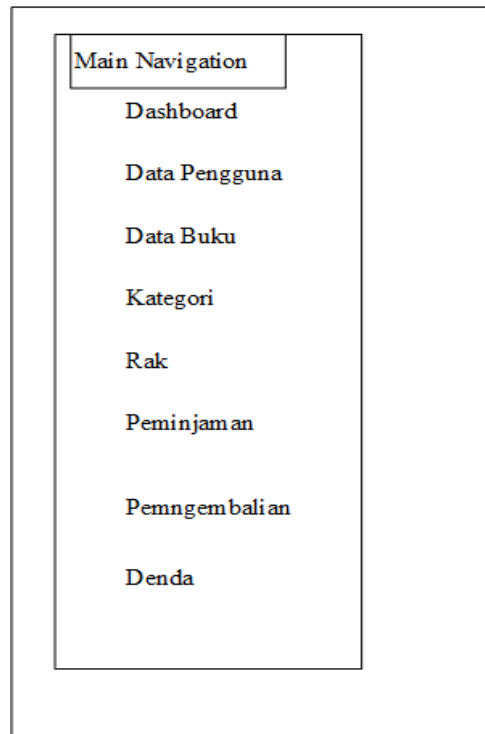 Main Navigation
Dashboard
Data Pengguna
Data Buku
Kategori
Rak
Peminjaman
Pemngembalian
Denda